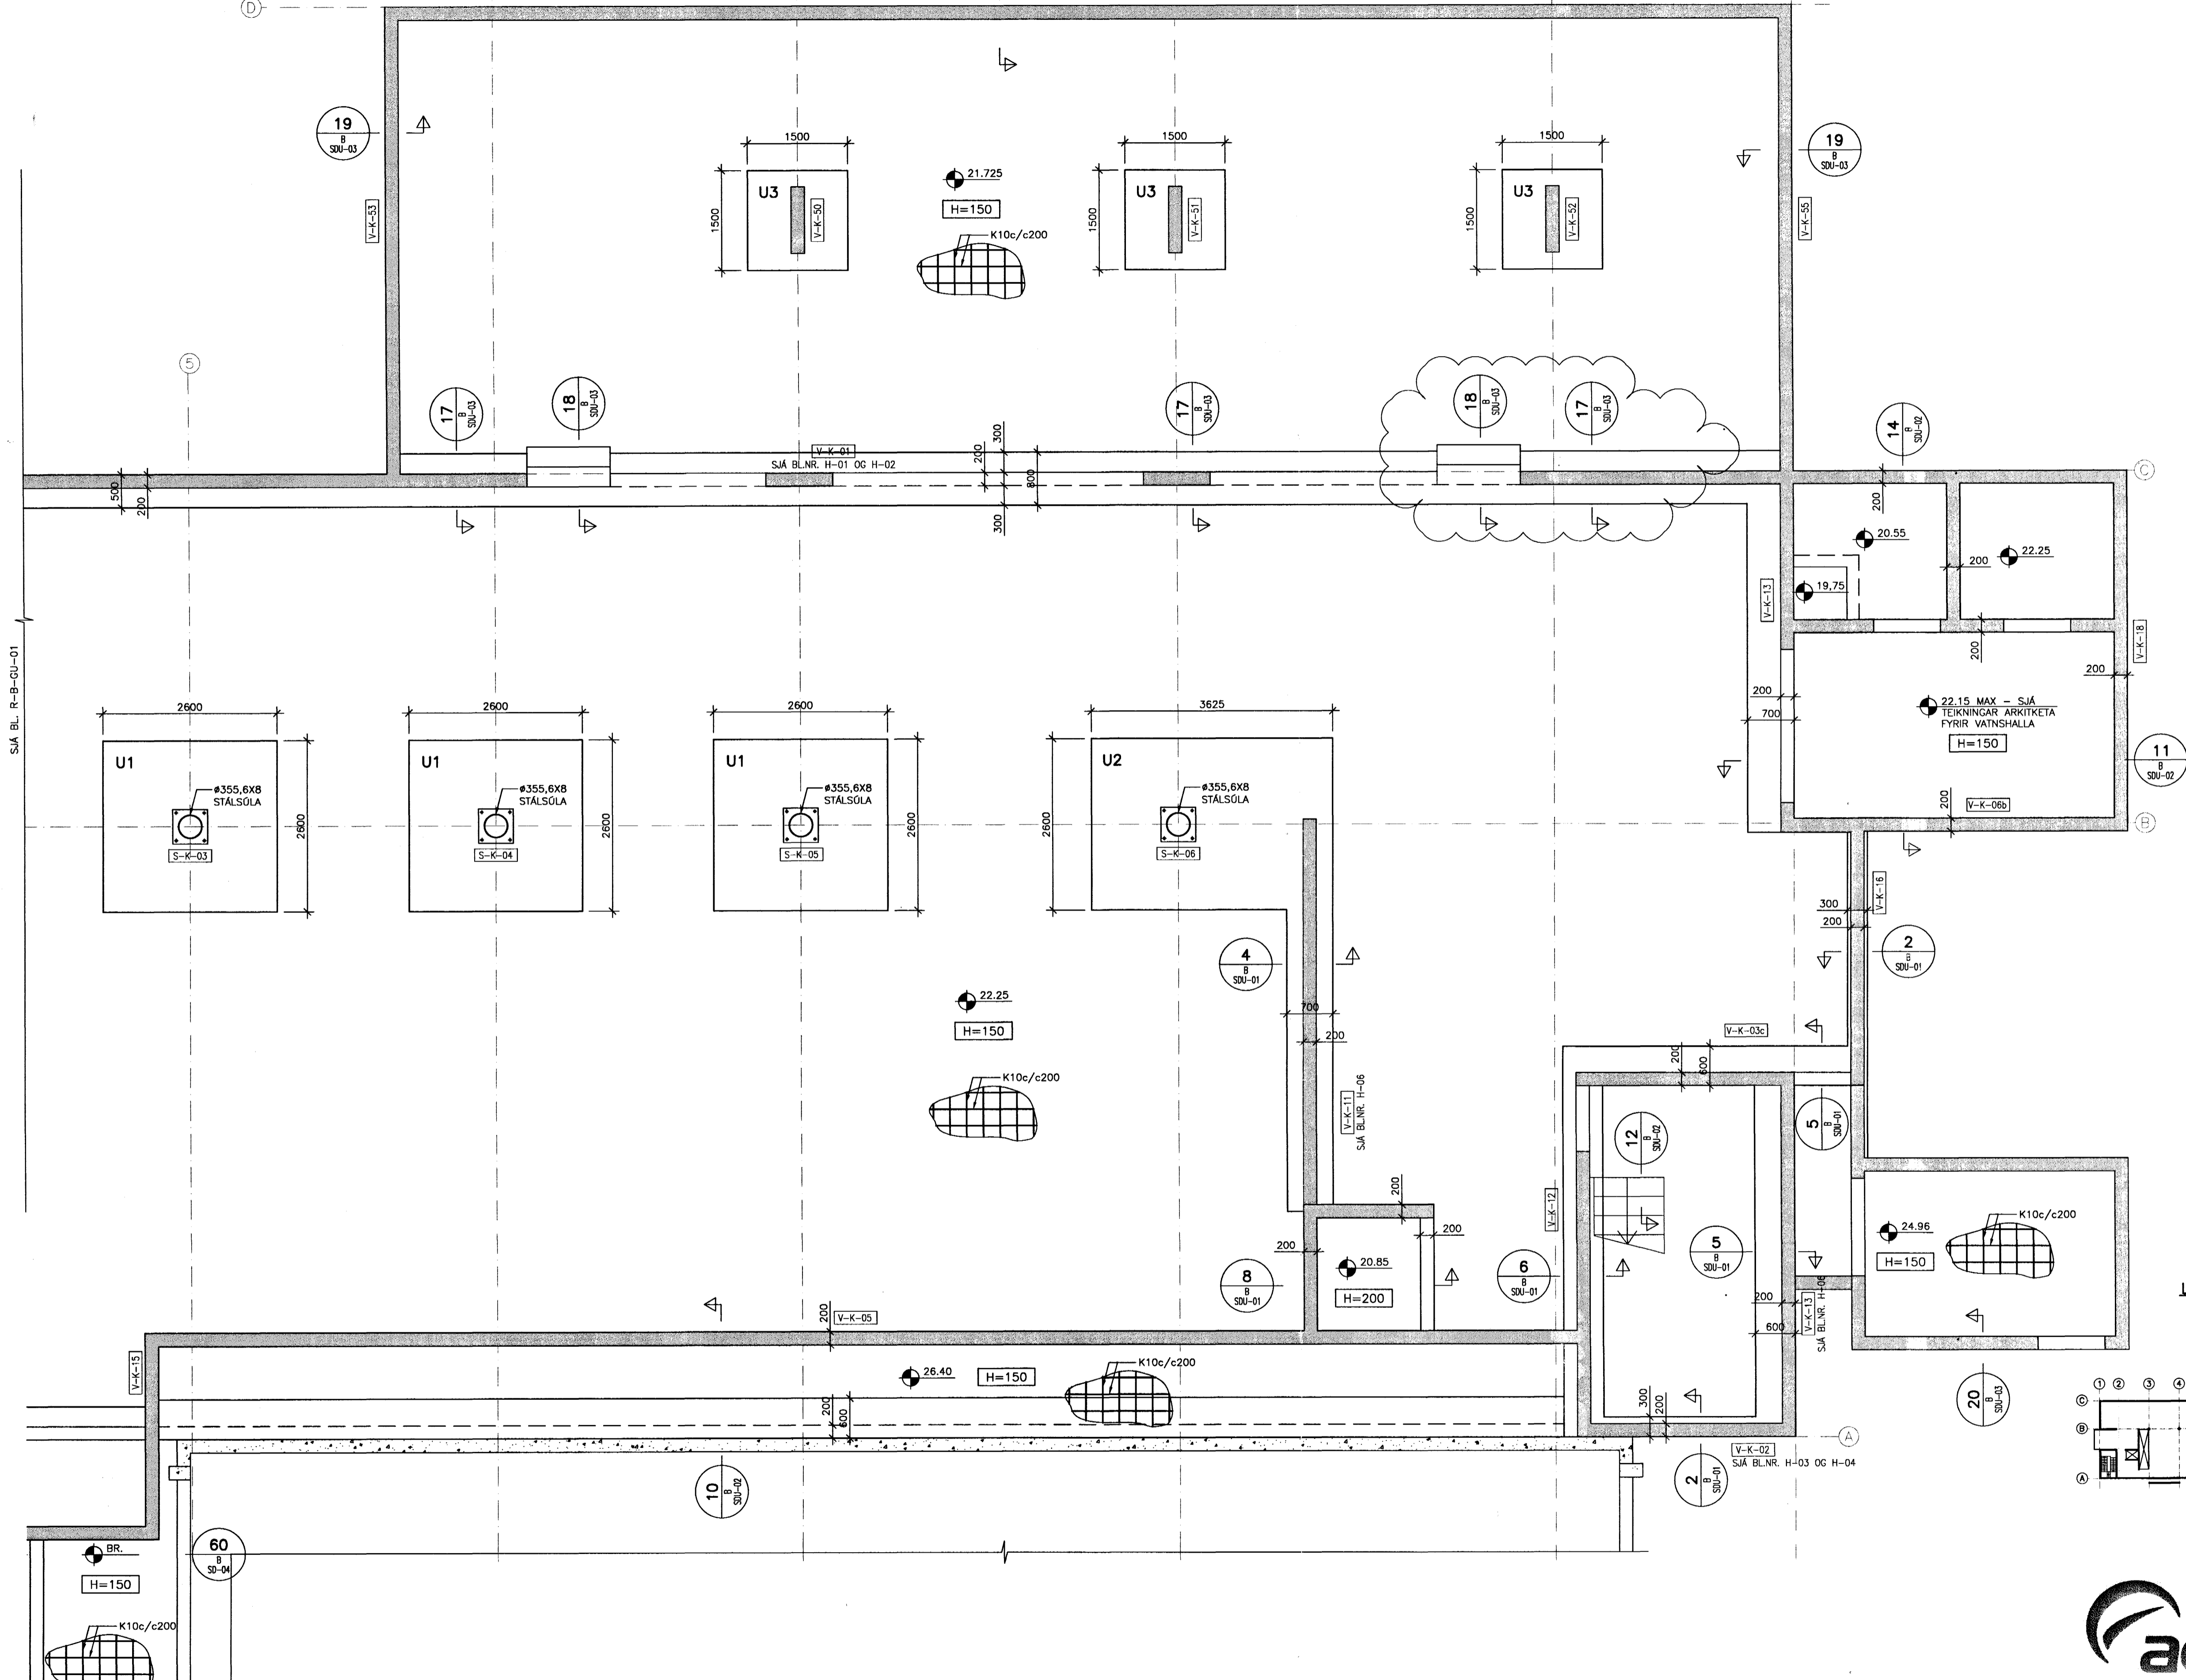 D
19
B
SDU-03
V-K-53
1500
1500
U3
V-K-50
21.725
H=150
K10c/c200
1500
1500
U3
V-K-51
1500
1500
U3
V-K-52
19
B
SDU-03
V-K-55
5
17
B
SDU-03
18
B
SDU-03
17
B
SDU-03
18
B
SDU-03
17
B
SDU-03
14
B
SDU-02
V-K-01
SJÁ BL.NR. H-01 OG H-02
200
300
800
300
500
200
C
200
20.55
22.25
200
19,75
V-K-13
200
V-K-18
200
200
700
22.15 MAX - SJÁ
TEIKNINGAR ARKITKETA
FYRIR VATNSHALLA
H=150
11
B
SDU-02
200
V-K-06b
B
SJÁ BL. R-B-GU-01
2600
U1
ø355,6X8
STÁLSÚLA
2600
S-K-03
2600
U1
ø355,6X8
STÁLSÚLA
2600
S-K-04
2600
U1
ø355,6X8
STÁLSÚLA
2600
S-K-05
3625
U2
ø355,6X8
STÁLSÚLA
2600
S-K-06
300
V-K-16
200
2
B
SDU-01
4
B
SDU-01
22.25
H=150
700
200
K10c/c200
V-K-11
SJÁ BL.NR. H-06
V-K-03c
200
600
12
B
SDU-02
5
B
SDU-01
V-K-12
200
200
200
20.85
H=200
8
B
SDU-01
6
B
SDU-01
5
B
SDU-01
24.96
H=150
K10c/c200
200
V-K-13
SJÁ BL.NR. H-06
600
200
V-K-05
V-K-15
26.40
H=150
K10c/c200
200
600
300
200
A
V-K-02
SJÁ BL.NR. H-03 OG H-04
2
B
SDU-01
20
B
SDU-03
10
B
SDU-02
60
B
SD-04
BR.
H=150
K10c/c200
1
2
3
4
C
B
A